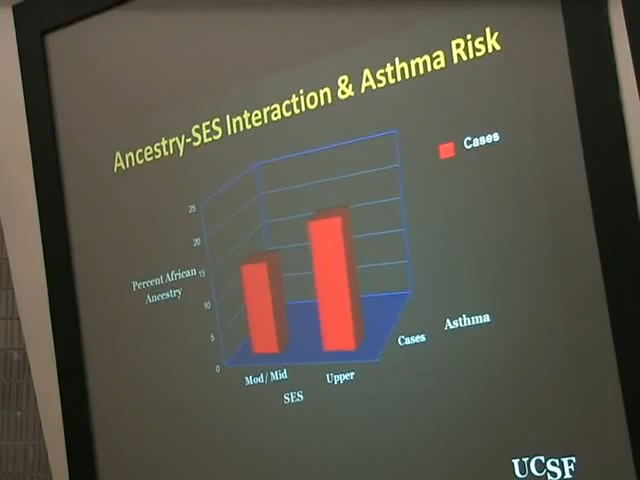 Ancestry-SES Interaction & Asthma Risk
Cases
25
20
15
10
5
0
Percent African
Ancestry
Mod/Mid
Upper
SES
Cases
Asthma
UCSF